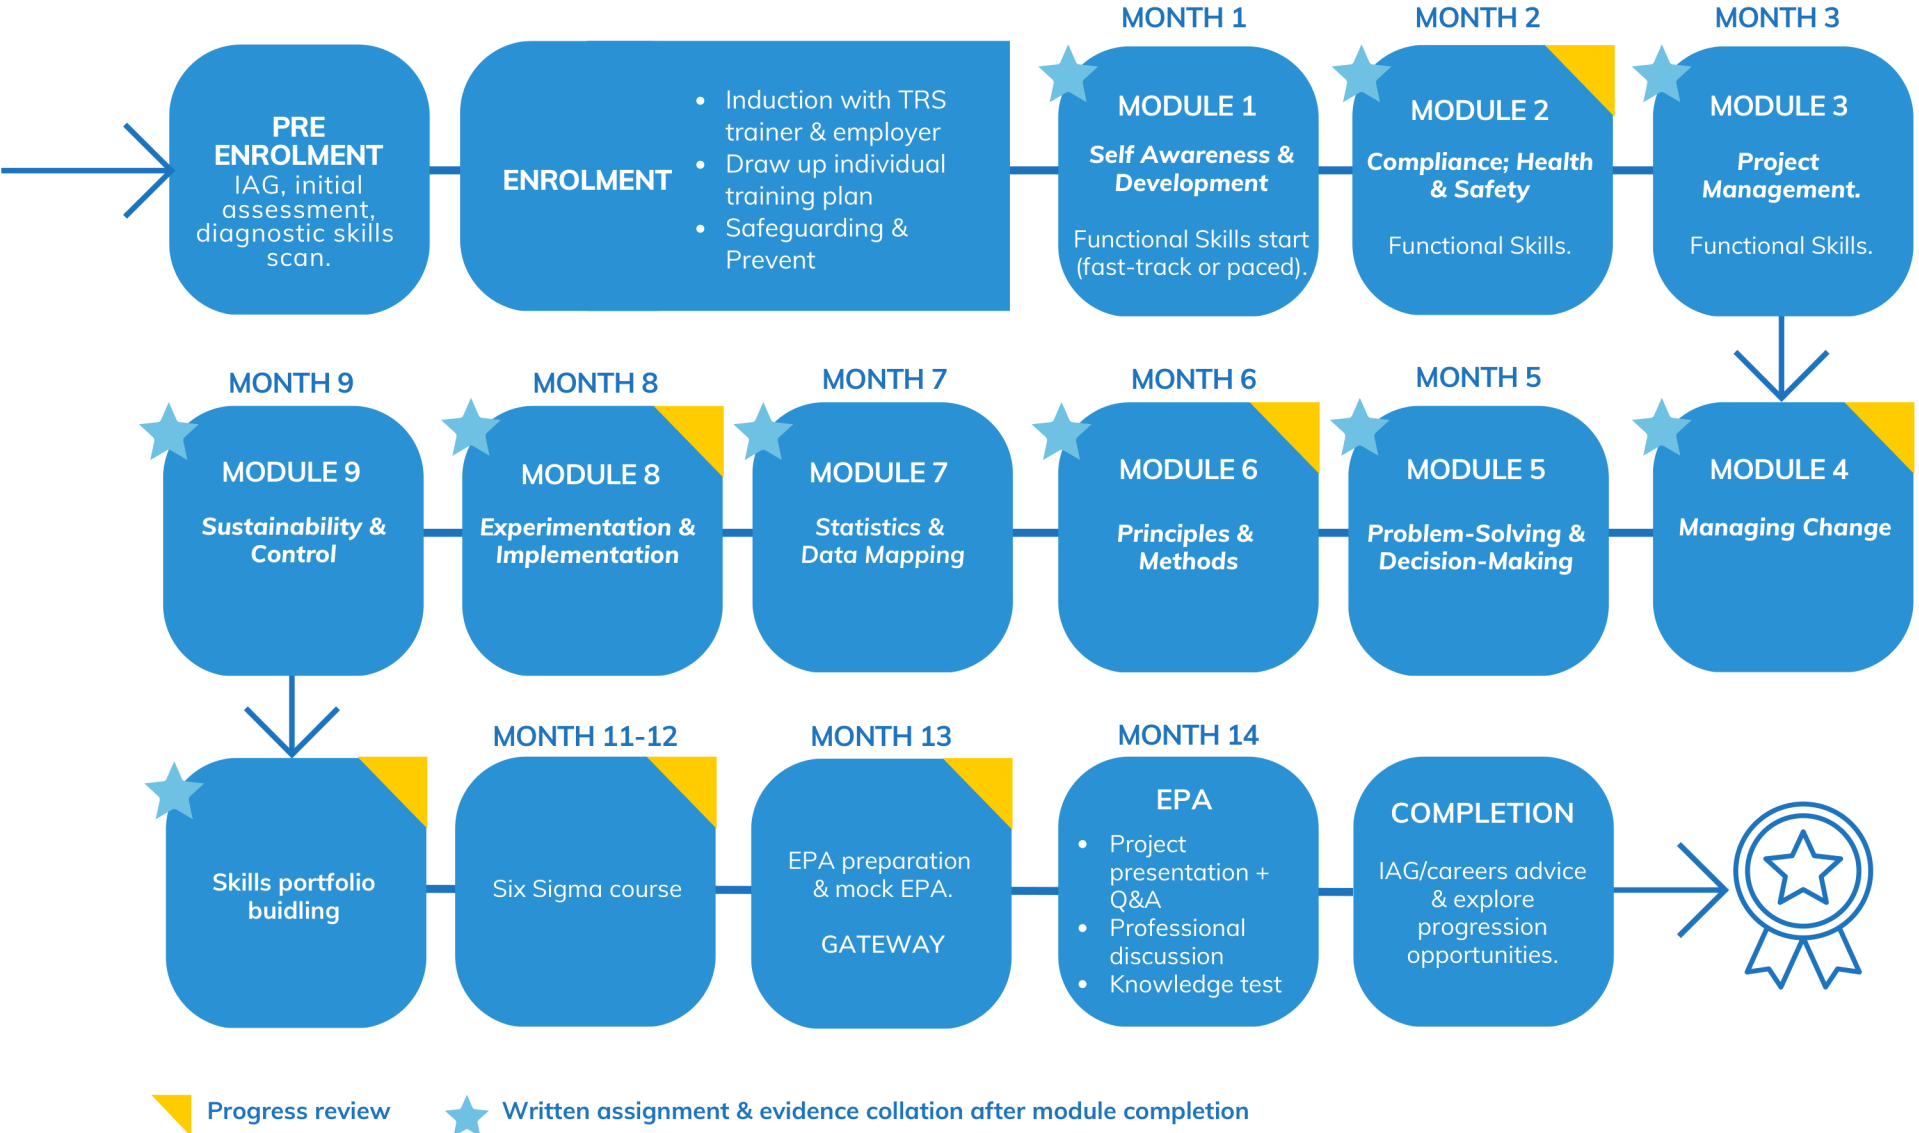 PRE
ENROLMENT
IAG, initial
assessment,
diagnostic skills
scan.
ENROLMENT
• Induction with TRS
trainer & employer
• Draw up individual
training plan
• Safeguarding &
Prevent
MONTH 1
MODULE 1
Self Awareness &
Development
Functional Skills start
(fast-track or paced).
MONTH 2
MODULE 2
Compliance; Health
& Safety
Functional Skills.
MONTH 3
MODULE 3
Project
Management.
Functional Skills.
MODULE 4
Managing Change
MONTH 5
MODULE 5
Problem-Solving &
Decision-Making
MONTH 6
MODULE 6
Principles &
Methods
MONTH 7
MODULE 7
Statistics &
Data Mapping
MONTH 8
MODULE 8
Experimentation &
Implementation
MONTH 9
MODULE 9
Sustainability &
Control
Skills portfolio
buidling
MONTH 11-12
Six Sigma course
MONTH 13
EPA preparation
& mock EPA.
GATEWAY
MONTH 14
EPA
• Project
presentation +
Q&A
• Professional
discussion
• Knowledge test
COMPLETION
IAG/careers advice
& explore
progression
opportunities.
Progress review
Written assignment & evidence collation after module completion